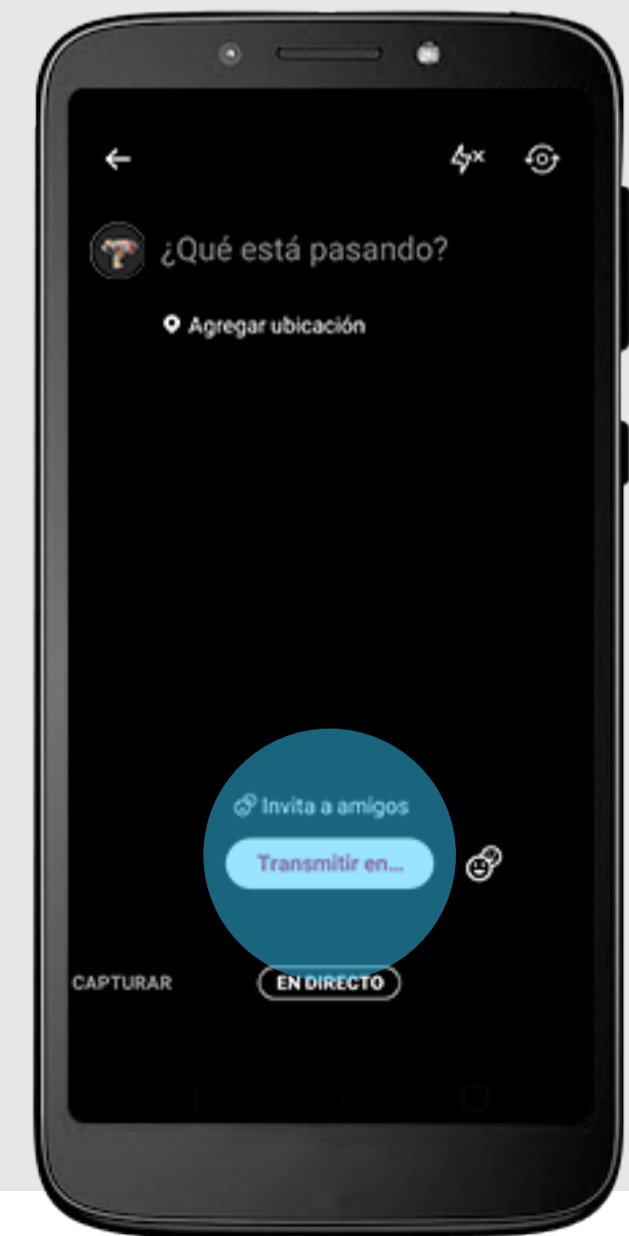 ¿Qué está pasando?
Agregar ubicación
Invita a amigos
Transmitir en...
CAPTURAR
EN DIRECTO